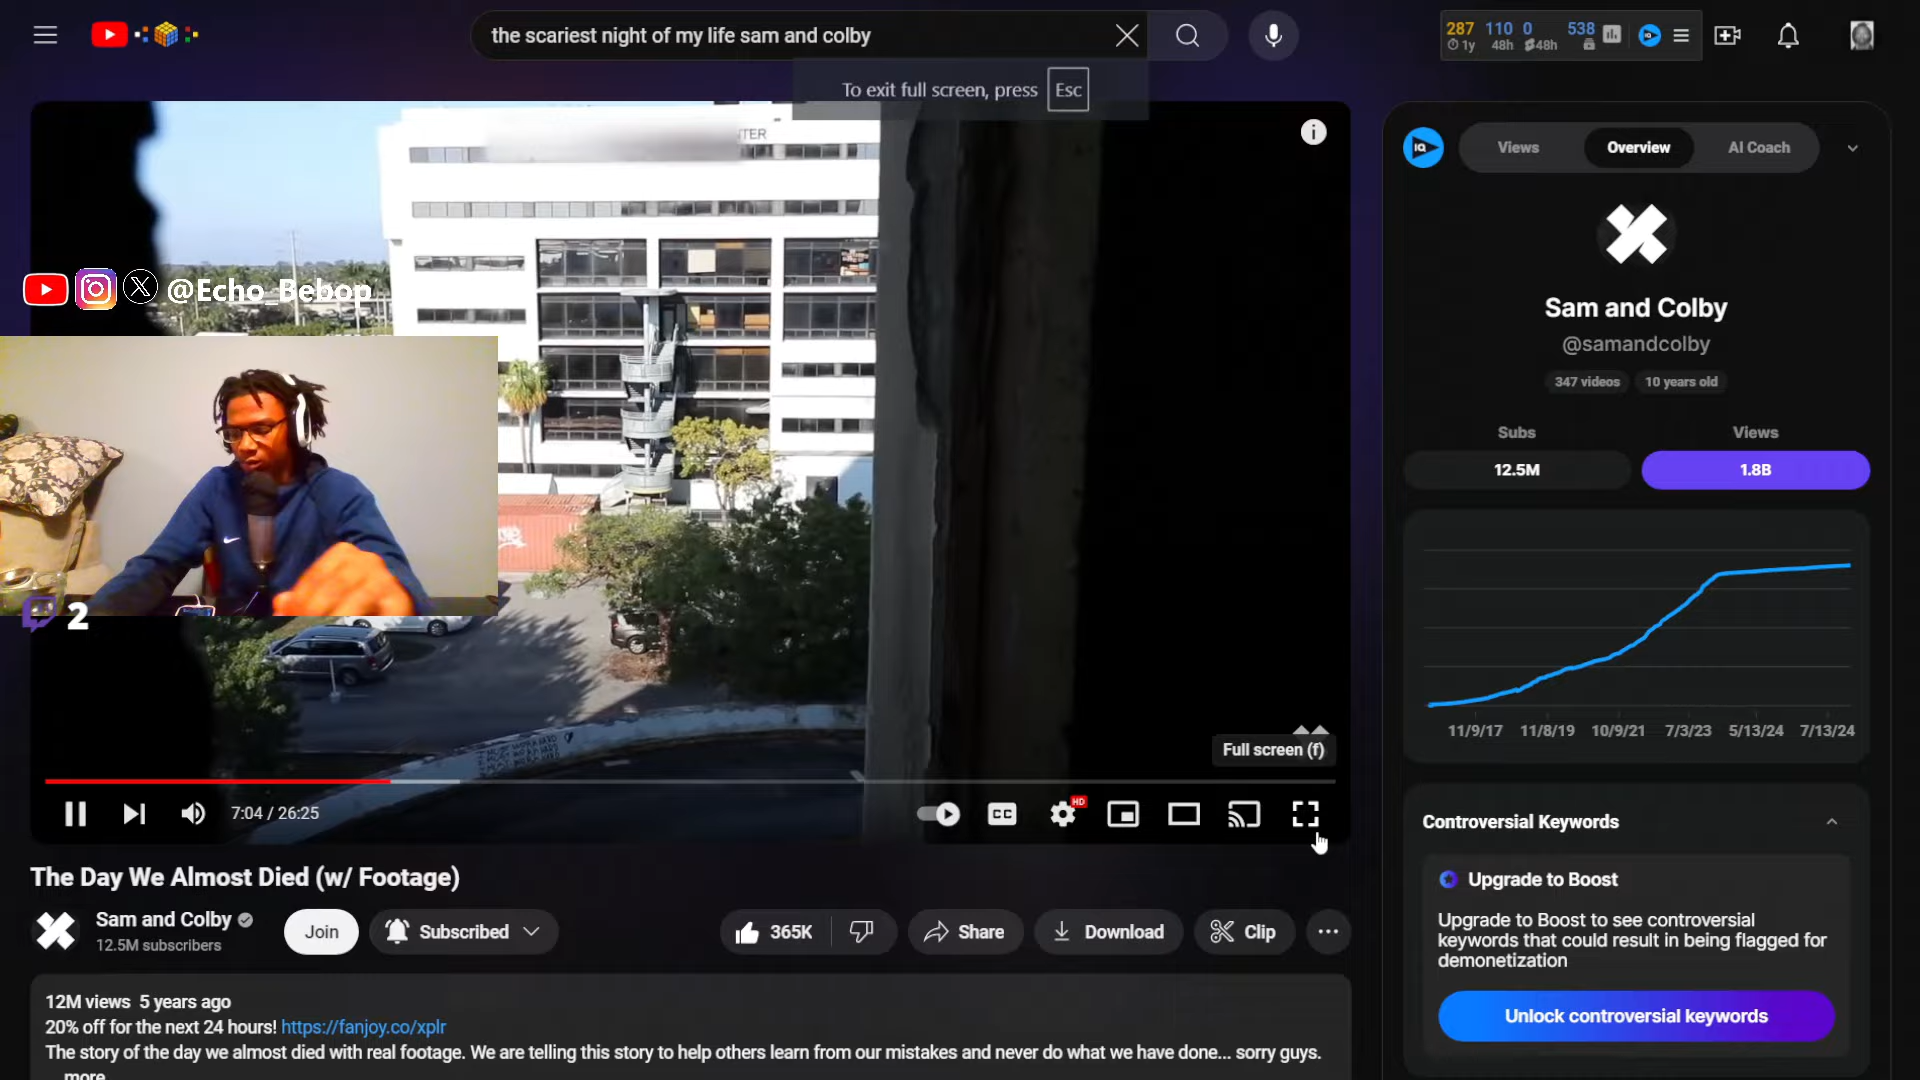 the scariest night of my life sam and colby
287 110 0 538
1y 48h 48h
To exit full screen, press Esc
NTER
@Echo_Bebop
2
Full screen (f)
7:04 / 26:25
CC
HD
The Day We Almost Died (w/ Footage)
Sam and Colby
12.5M subscribers
Join
Subscribed
365K
Share
Download
Clip
12M views 5 years ago
20% off for the next 24 hours! https://fanjoy.co/xplr
The story of the day we almost died with real footage. We are telling this story to help others learn from our mistakes and never do what we have done... sorry guys.
...more
IQ
Views
Overview
AI Coach
Sam and Colby
@samandcolby
347 videos
10 years old
Subs
Views
12.5M
1.8B
11/9/17 11/8/19 10/9/21 7/3/23 5/13/24 7/13/24
Controversial Keywords
Upgrade to Boost
Upgrade to Boost to see controversial
keywords that could result in being flagged for
demonetization
Unlock controversial keywords